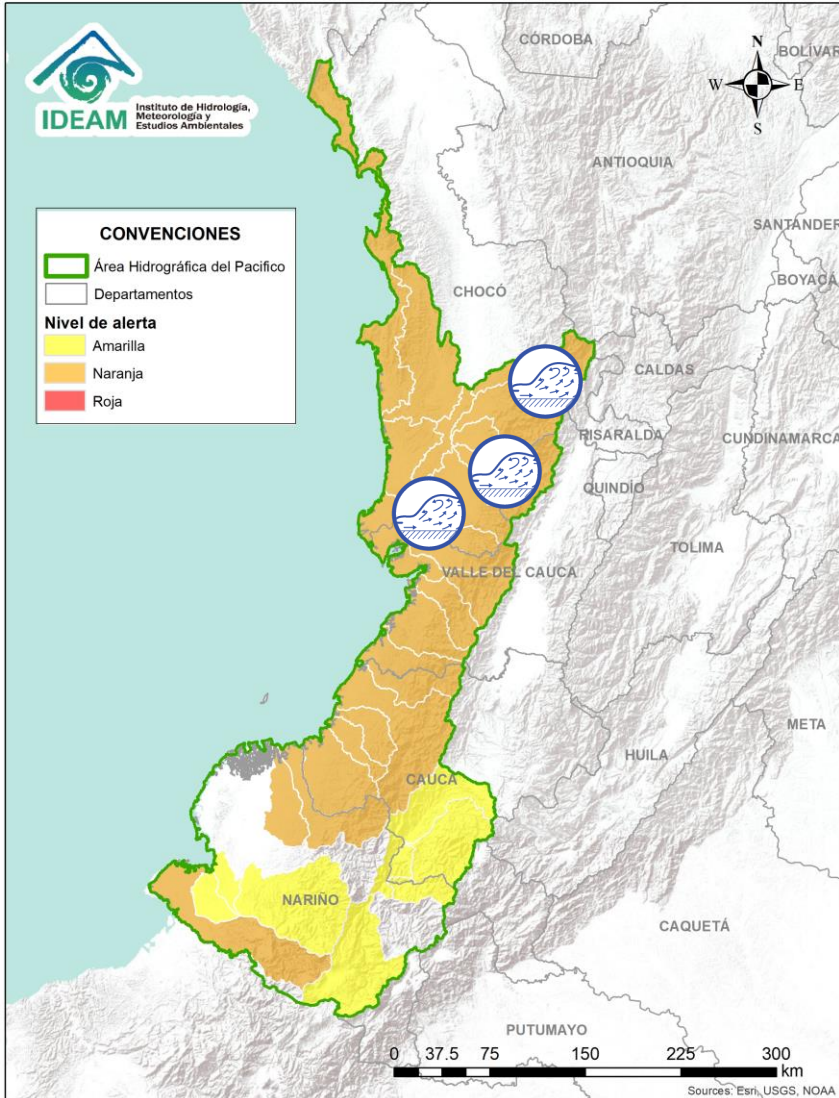 IDEAM
Instituto de Hidrología,
Meteorología y
Estudios Ambientales
CÓRDOBA
BOLÍVAR
N
W
E
S
ANTIOQUIA
SANTANDER
BOYACÁ
CONVENCIONES
Área Hidrográfica del Pacifico
Departamentos
Nivel de alerta
Amarilla
Naranja
Roja
CHOCÓ
CALDAS
RISARALDA
CUNDINAMARCA
QUINDÍO
TOLIMA
VALLE DEL CAUCA
META
HUILA
CAUCA
NARIÑO
CAQUETÁ
PUTUMAYO
0 37.5 75 150 225 300
km
Sources: Esri, USGS, NOAA